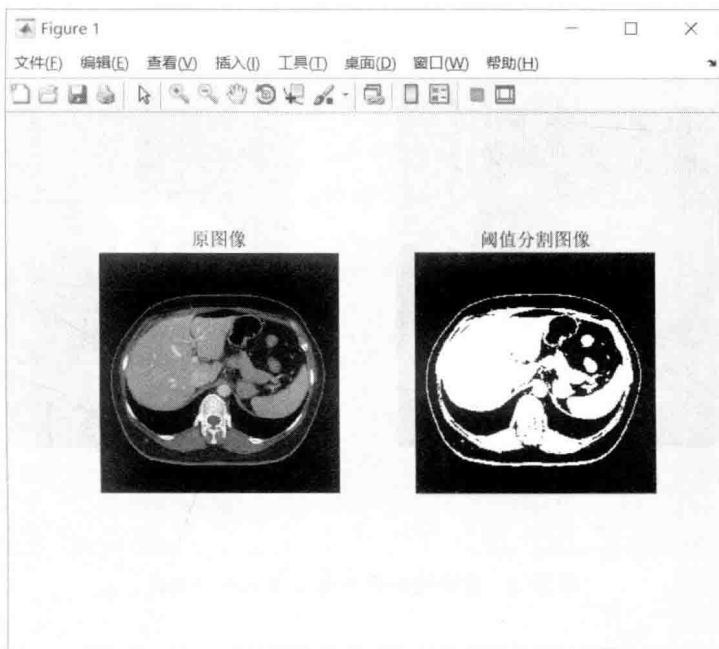 Figure 1
文件(F) 编辑(E) 查看(V) 插入(I) 工具(T) 桌面(D) 窗口(W) 帮助(H)
原图像 阈值分割图像